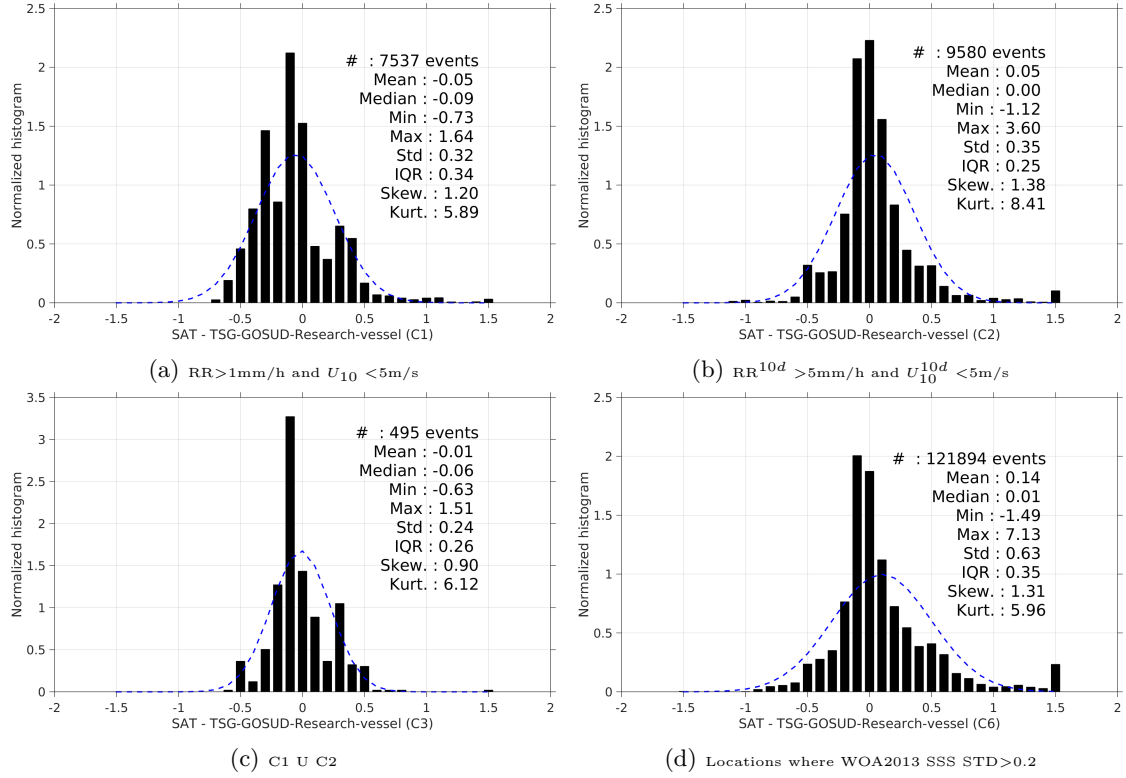 2.5
2
1.5
1
0.5
0
Normalized histogram
# : 7537 events
Mean : -0.05
Median : -0.09
Min : -0.73
Max : 1.64
Std : 0.32
IQR : 0.34
Skew. : 1.20
Kurt. : 5.89
-2 -1.5 -1 -0.5 0 0.5 1 1.5 2
SAT - TSG-GOSUD-Research-vessel (C1)
(a) RR>1mm/h and U10 <5m/s
2.5
2
1.5
1
0.5
0
Normalized histogram
# : 9580 events
Mean : 0.05
Median : 0.00
Min : -1.12
Max : 3.60
Std : 0.35
IQR : 0.25
Skew. : 1.38
Kurt. : 8.41
-2 -1.5 -1 -0.5 0 0.5 1 1.5 2
SAT - TSG-GOSUD-Research-vessel (C2)
(b) RR^10d >5mm/h and U10^10d <5m/s
3.5
3
2.5
2
1.5
1
0.5
0
Normalized histogram
# : 495 events
Mean : -0.01
Median : -0.06
Min : -0.63
Max : 1.51
Std : 0.24
IQR : 0.26
Skew. : 0.90
Kurt. : 6.12
-2 -1.5 -1 -0.5 0 0.5 1 1.5 2
SAT - TSG-GOSUD-Research-vessel (C3)
(c) C1 U C2
2.5
2
1.5
1
0.5
0
Normalized histogram
# : 121894 events
Mean : 0.14
Median : 0.01
Min : -1.49
Max : 7.13
Std : 0.63
IQR : 0.35
Skew. : 1.31
Kurt. : 5.96
-2 -1.5 -1 -0.5 0 0.5 1 1.5 2
SAT - TSG-GOSUD-Research-vessel (C6)
(d) Locations where WOA2013 SSS STD>0.2